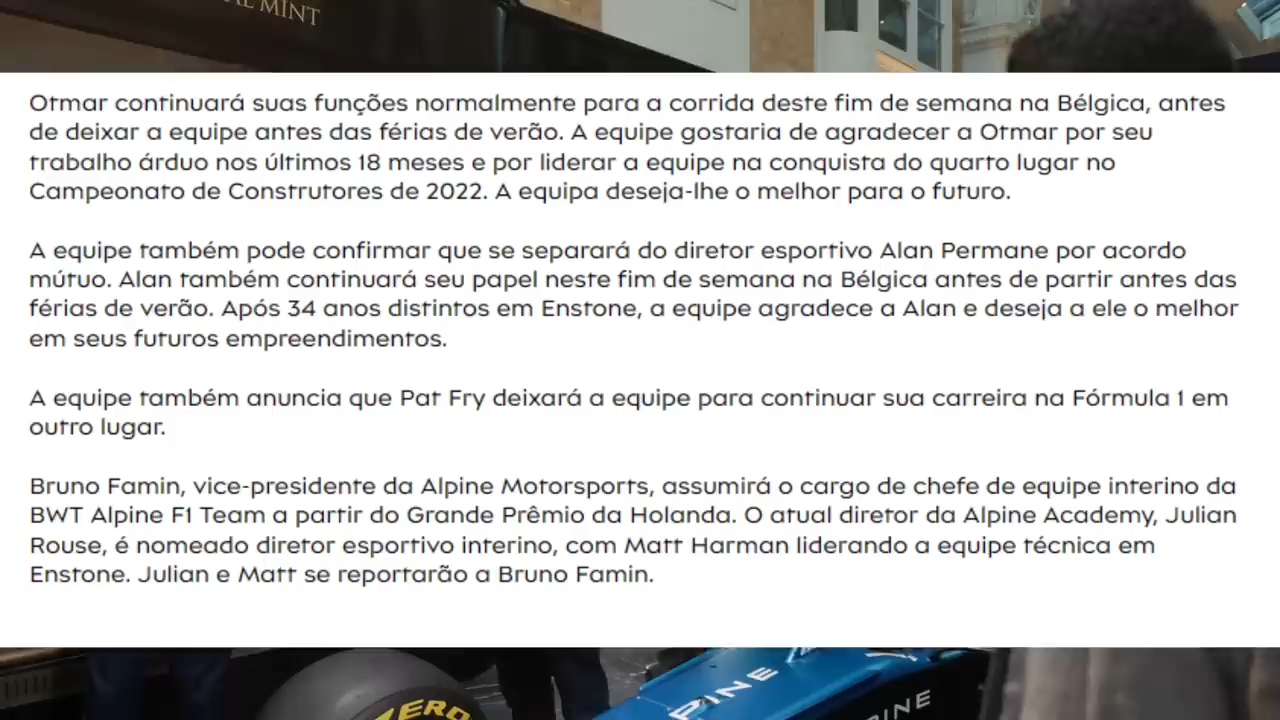 MINT
Otmar continuará suas funções normalmente para a corrida deste fim de semana na Bélgica, antes
de deixar a equipe antes das férias de verão. A equipe gostaria de agradecer a Otmar por seu
trabalho árduo nos últimos 18 meses e por liderar a equipe na conquista do quarto lugar no
Campeonato de Construtores de 2022. A equipa deseja-lhe o melhor para o futuro.
A equipe também pode confirmar que se separará do diretor esportivo Alan Permane por acordo
mútuo. Alan também continuará seu papel neste fim de semana na Bélgica antes de partir antes das
férias de verão. Após 34 anos distintos em Enstone, a equipe agradece a Alan e deseja a ele o melhor
em seus futuros empreendimentos.
A equipe também anuncia que Pat Fry deixará a equipe para continuar sua carreira na Fórmula 1 em
outro lugar.
Bruno Famin, vice-presidente da Alpine Motorsports, assumirá o cargo de chefe de equipe interino da
BWT Alpine F1 Team a partir do Grande Prêmio da Holanda. O atual diretor da Alpine Academy, Julian
Rouse, é nomeado diretor esportivo interino, com Matt Harman liderando a equipe técnica em
Enstone. Julian e Matt se reportarão a Bruno Famin.
ZERO
PINE
PINE